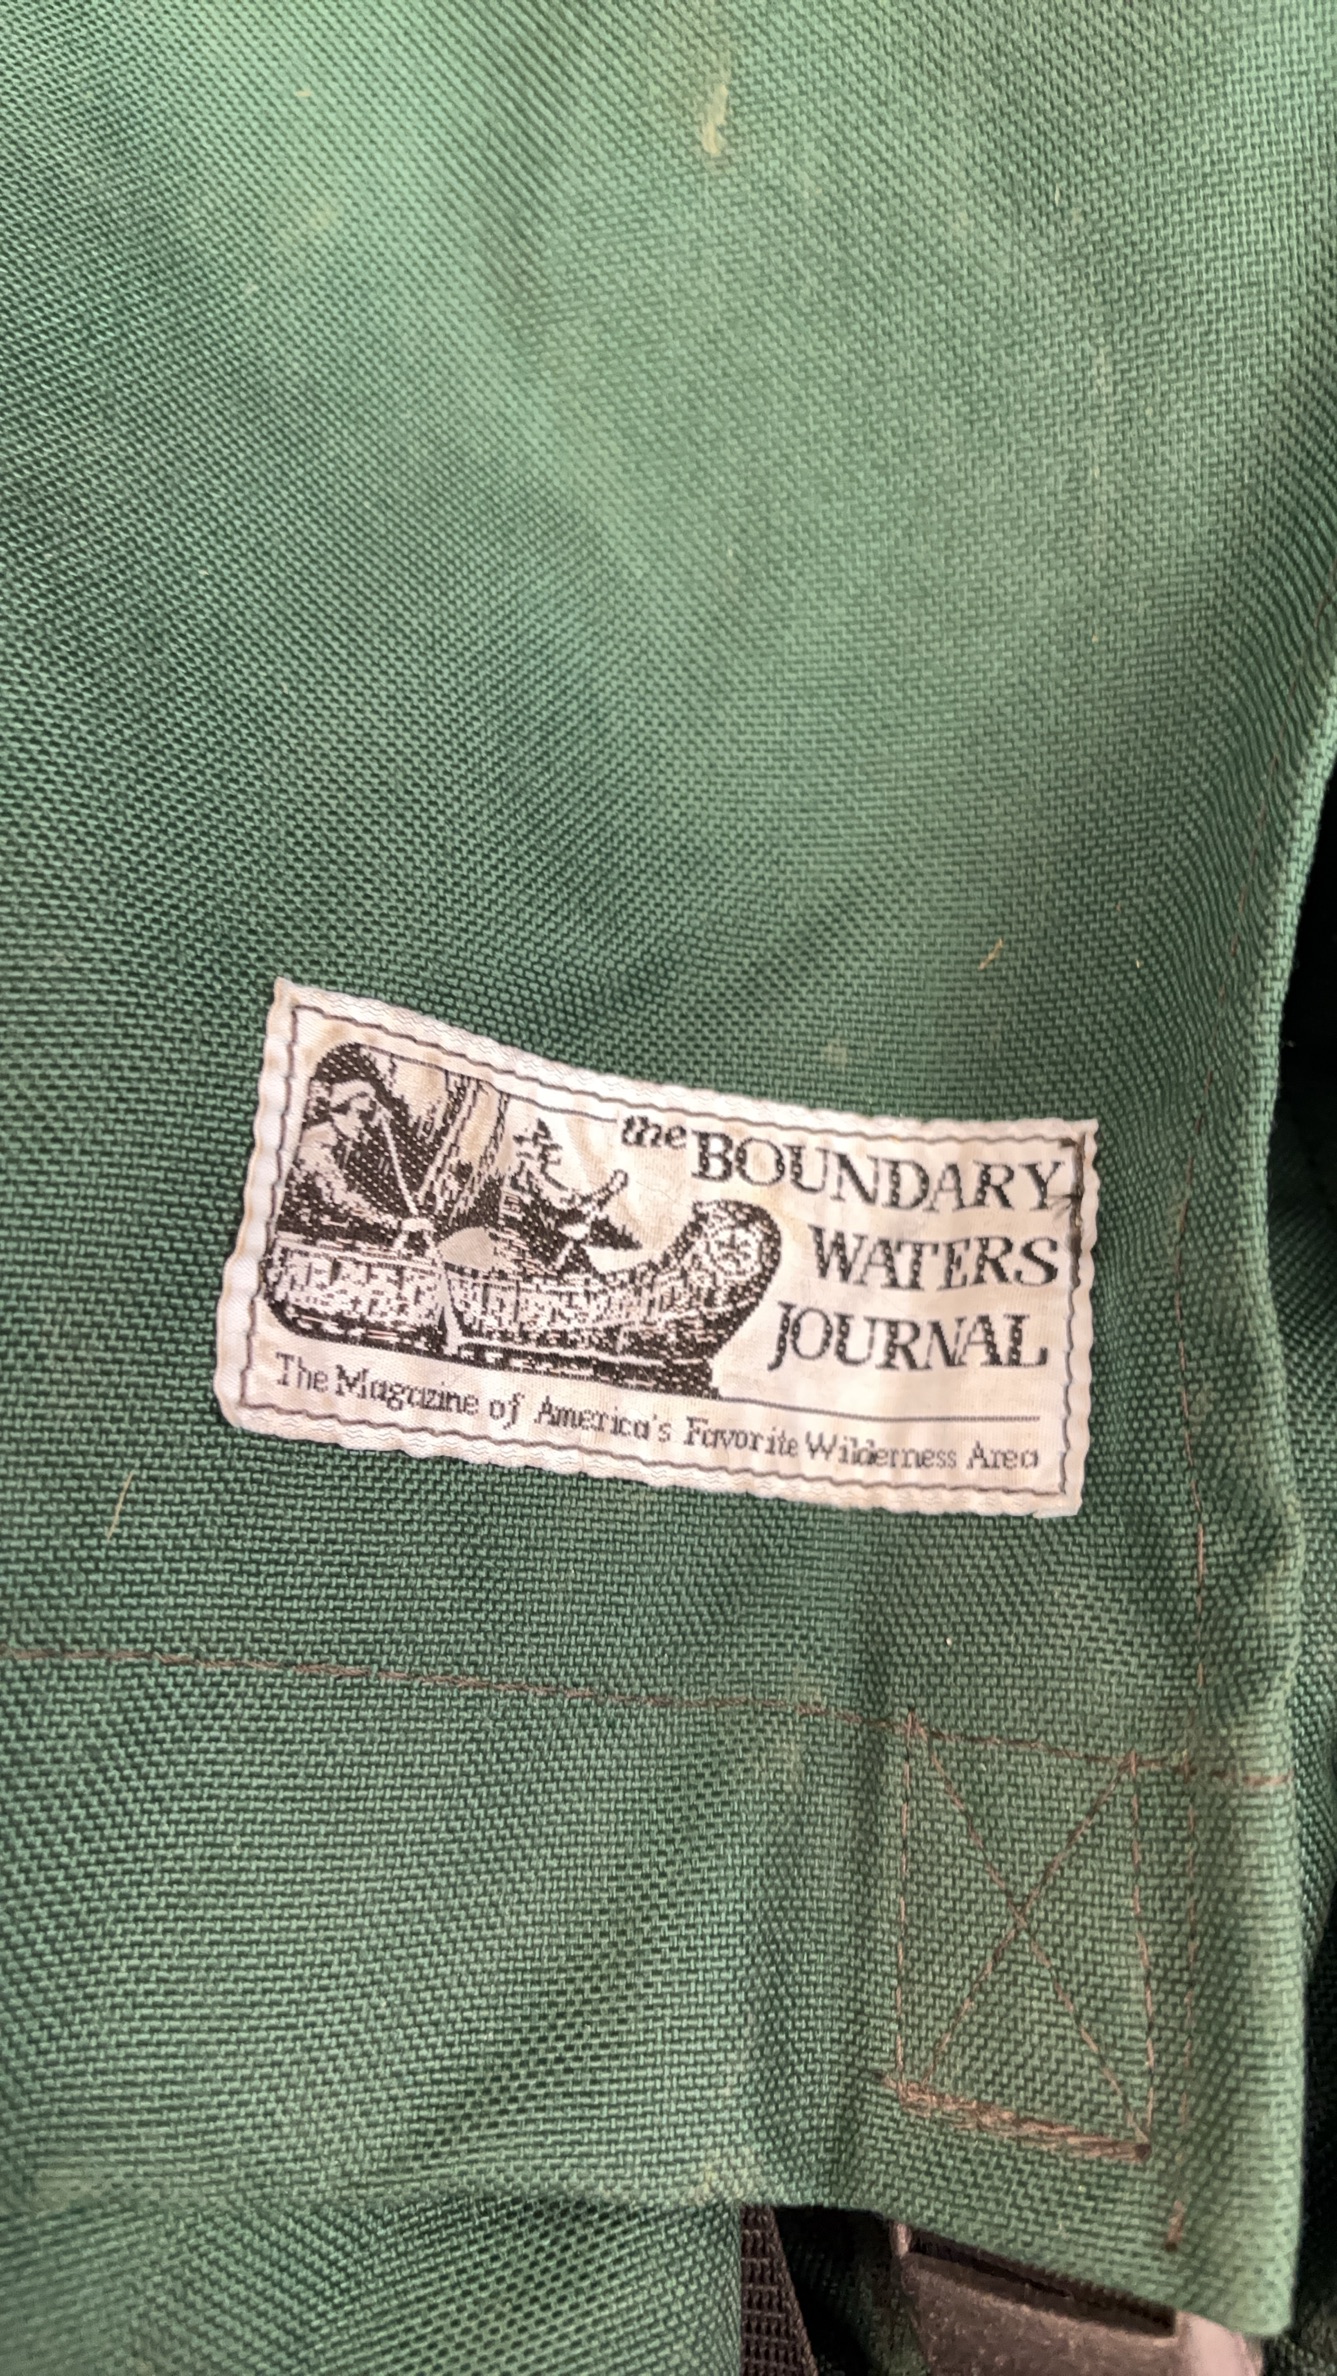 the BOUNDARY
WATERS
JOURNAL
The Magazine of America's Favorite Wilderness Area